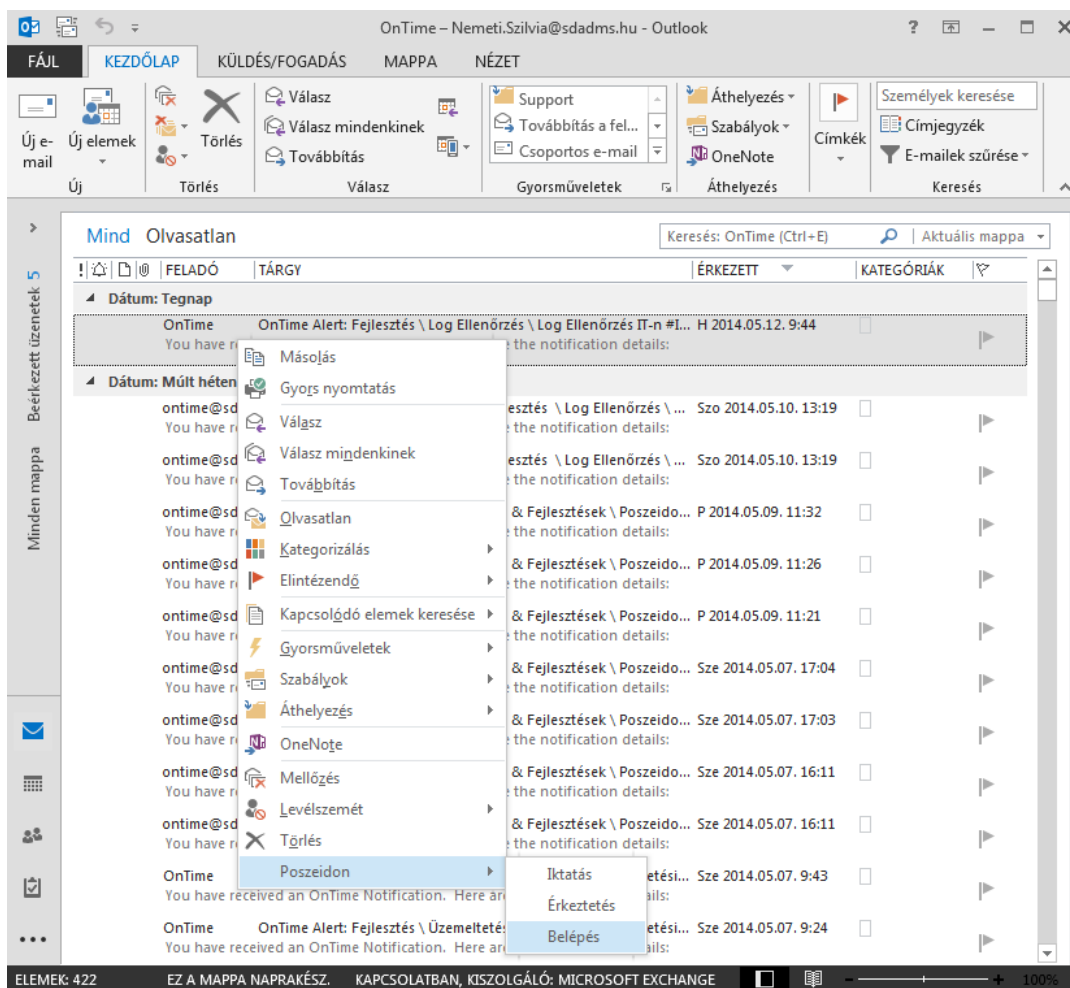 OnTime – Nemeti.Szilvia@sdadms.hu - Outlook
FÁJL KEZDŐLAP KÜLDÉS/FOGADÁS MAPPA NÉZET
Új e-mail
Új elemek
Új
Törlés
Törlés
Válasz
Válasz mindenkinek
Továbbítás
Válasz
Support
Továbbítás a fel...
Csoportos e-mail
Gyorsműveletek
Áthelyezés
Szabályok
OneNote
Áthelyezés
Címkék
Személyek keresése
Címjegyzék
E-mailek szűrése
Keresés
Beérkezett üzenetek 5
Minden mappa
Mind Olvasatlan
Keresés: OnTime (Ctrl+E) Aktuális mappa
FELADÓ TÁRGY ÉRKEZETT KATEGÓRIÁK
Dátum: Tegnap
OnTime OnTime Alert: Fejlesztés \ Log Ellenőrzés \ Log Ellenőrzés IT-n #I... H 2014.05.12. 9:44
You have r e the notification details:
Dátum: Múlt héten
ontime@sd esztés \ Log Ellenőrzés \ ... Szo 2014.05.10. 13:19
You have r e the notification details:
ontime@sd esztés \ Log Ellenőrzés \ ... Szo 2014.05.10. 13:19
You have r e the notification details:
ontime@sd & Fejlesztések \ Poszeido... P 2014.05.09. 11:32
You have r e the notification details:
ontime@sd & Fejlesztések \ Poszeido... P 2014.05.09. 11:26
You have r e the notification details:
ontime@sd & Fejlesztések \ Poszeido... P 2014.05.09. 11:21
You have r e the notification details:
ontime@sd & Fejlesztések \ Poszeido... Sze 2014.05.07. 17:04
You have r e the notification details:
ontime@sd & Fejlesztések \ Poszeido... Sze 2014.05.07. 17:03
You have r e the notification details:
ontime@sd & Fejlesztések \ Poszeido... Sze 2014.05.07. 16:11
You have r e the notification details:
ontime@sd & Fejlesztések \ Poszeido... Sze 2014.05.07. 16:11
You have r e the notification details:
OnTime etési... Sze 2014.05.07. 9:43
You have received an OnTime Notification. Here are ails:
OnTime OnTime Alert: Fejlesztés \ Üzemelteté etési... Sze 2014.05.07. 9:24
You have received an OnTime Notification. Here are ails:
Másolás
Gyors nyomtatás
Válasz
Válasz mindenkinek
Továbbítás
Olvasatlan
Kategorizálás
Elintézendő
Kapcsolódó elemek keresése
Gyorsműveletek
Szabályok
Áthelyezés
OneNote
Mellőzés
Levélszemét
Törlés
Poszeidon
Iktatás
Érkeztetés
Belépés
ELEMEK: 422 EZ A MAPPA NAPRAKÉSZ. KAPCSOLATBAN, KISZOLGÁLÓ: MICROSOFT EXCHANGE 100%